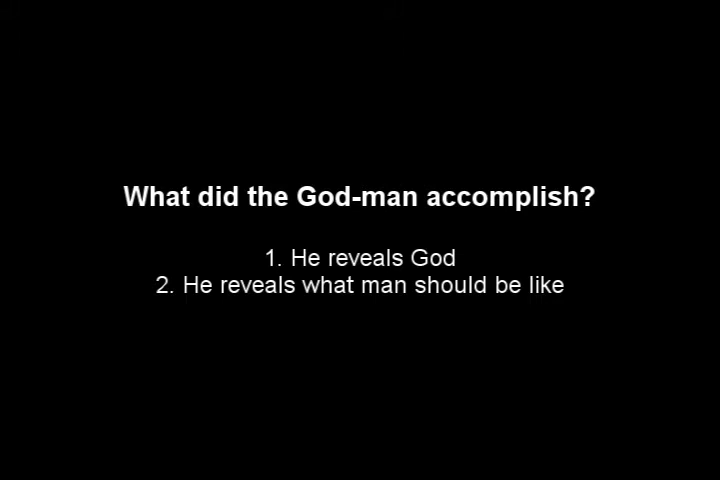 What did the God-man accomplish?
1. He reveals God
2. He reveals what man should be like